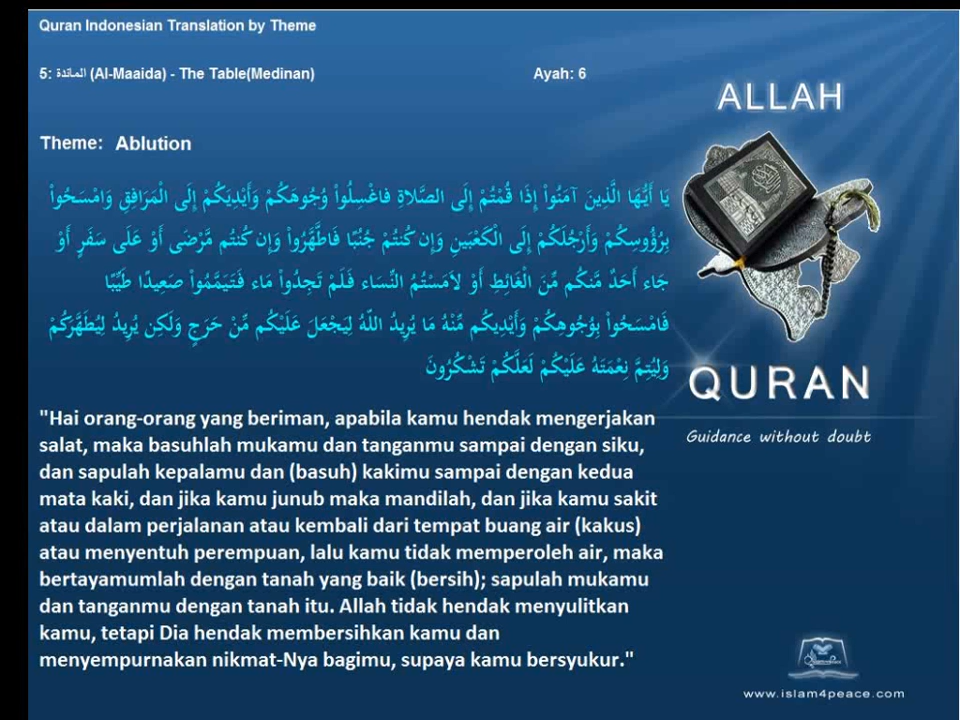 Quran Indonesian Translation by Theme
5: المائدة (Al-Maaida) - The Table(Medinan)
Ayah: 6
Theme: Ablution
يَا أَيُّهَا الَّذِينَ آمَنُواْ إِذَا قُمْتُمْ إِلَى الصَّلاةِ فاغْسِلُواْ وُجُوهَكُمْ وَأَيْدِيَكُمْ إِلَى الْمَرَافِقِ وَامْسَحُواْ
بِرُؤُوسِكُمْ وَأَرْجُلَكُمْ إِلَى الْكَعْبَينِ وَإِن كُنتُمْ جُنُبًا فَاطَّهَّرُواْ وَإِن كُنتُم مَّرْضَى أَوْ عَلَى سَفَرٍ أَوْ
جَاء أَحَدٌ مَّنكُم مِّنَ الْغَائِطِ أَوْ لاَمَسْتُمُ النِّسَاء فَلَمْ تَجِدُواْ مَاء فَتَيَمَّمُواْ صَعِيدًا طَيِّبًا
فَامْسَحُواْ بِوُجُوهِكُمْ وَأَيْدِيكُم مِّنْهُ مَا يُرِيدُ اللّهُ لِيَجْعَلَ عَلَيْكُم مِّنْ حَرَجٍ وَلَكِن يُرِيدُ لِيُطَهَّرَكُمْ
وَلِيُتِمَّ نِعْمَتَهُ عَلَيْكُمْ لَعَلَّكُمْ تَشْكُرُونَ
"Hai orang-orang yang beriman, apabila kamu hendak mengerjakan
salat, maka basuhlah mukamu dan tanganmu sampai dengan siku,
dan sapulah kepalamu dan (basuh) kakimu sampai dengan kedua
mata kaki, dan jika kamu junub maka mandilah, dan jika kamu sakit
atau dalam perjalanan atau kembali dari tempat buang air (kakus)
atau menyentuh perempuan, lalu kamu tidak memperoleh air, maka
bertayamumlah dengan tanah yang baik (bersih); sapulah mukamu
dan tanganmu dengan tanah itu. Allah tidak hendak menyulitkan
kamu, tetapi Dia hendak membersihkan kamu dan
menyempurnakan nikmat-Nya bagimu, supaya kamu bersyukur."
ALLAH
QURAN
Guidance without doubt
www.islam4peace.com